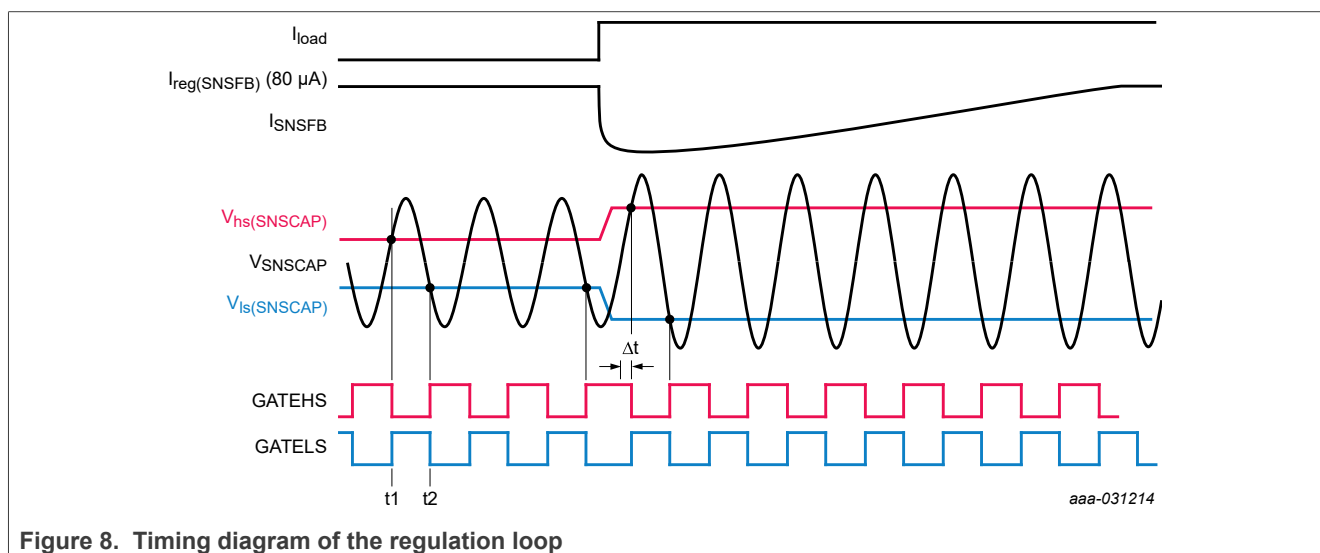 Iload
Ireg(SNSFB) (80 µA)
ISNSFB
Vhs(SNSCAP)
VSNSCAP
Vls(SNSCAP)
Δt
GATEHS
GATELS
t1 t2
aaa-031214
Figure 8. Timing diagram of the regulation loop